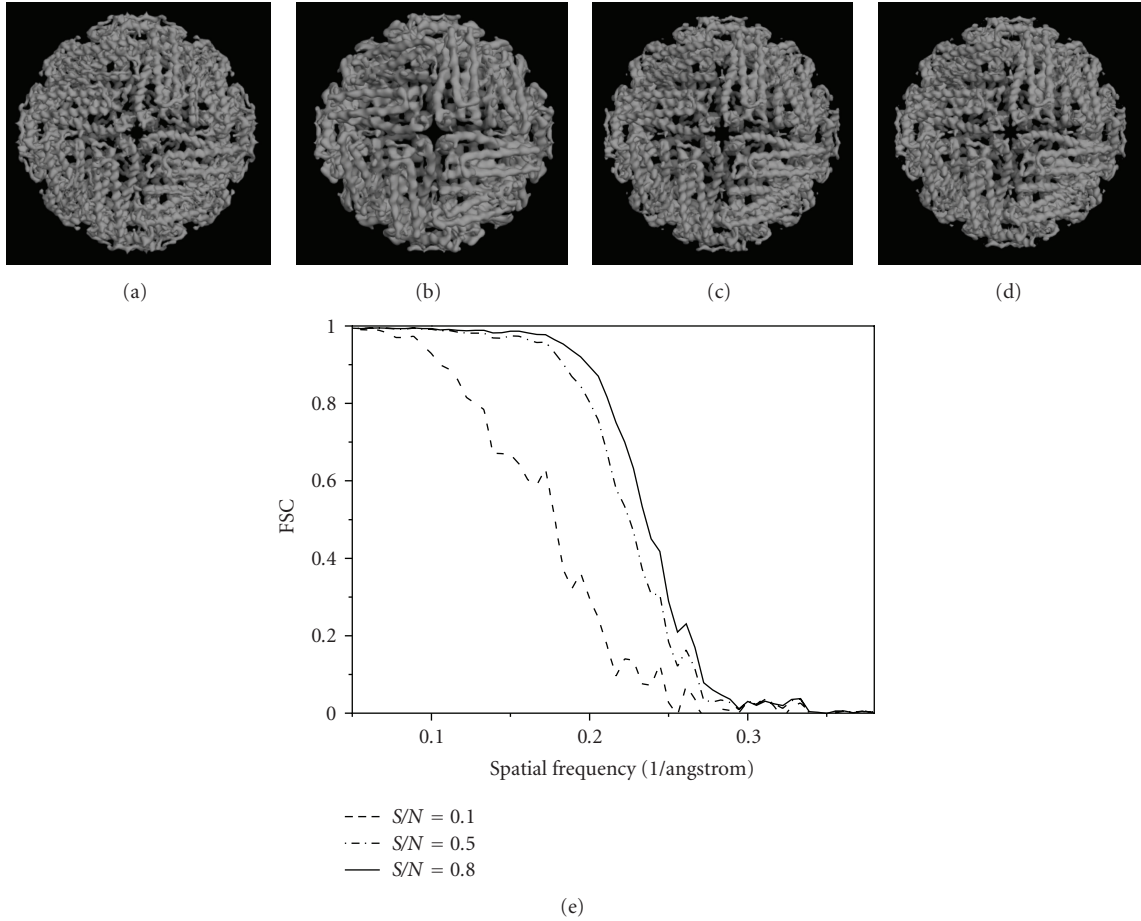 (a)
(b)
(c)
(d)
1
0.8
0.6
0.4
0.2
0
FSC
0.1
0.2
0.3
Spatial frequency (1/angstrom)
S/N = 0.1
S/N = 0.5
S/N = 0.8
(e)